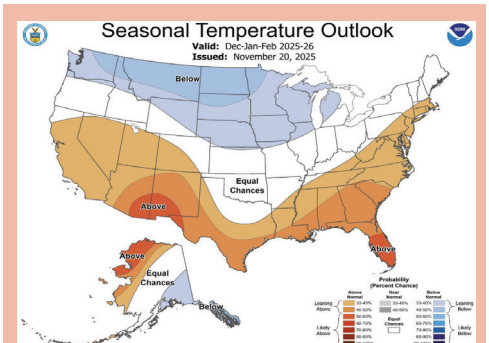 Seasonal Temperature Outlook
Valid: Dec-Jan-Feb 2025-26
Issued: November 20, 2025
NOAA
Below
Equal
Chances
Above
Above
Above
Equal
Chances
Below
Probability
(Percent Chance)
Above
Normal
Near
Normal
Below
Normal
Leaning
Above
33-40%
40-50%
33-40%
40-50%
33-40%
40-50%
Leaning
Below
Likely
Above
50-60%
60-70%
70-80%
80-90%
Equal
Chances
50-60%
60-70%
70-80%
80-90%
Likely
Below